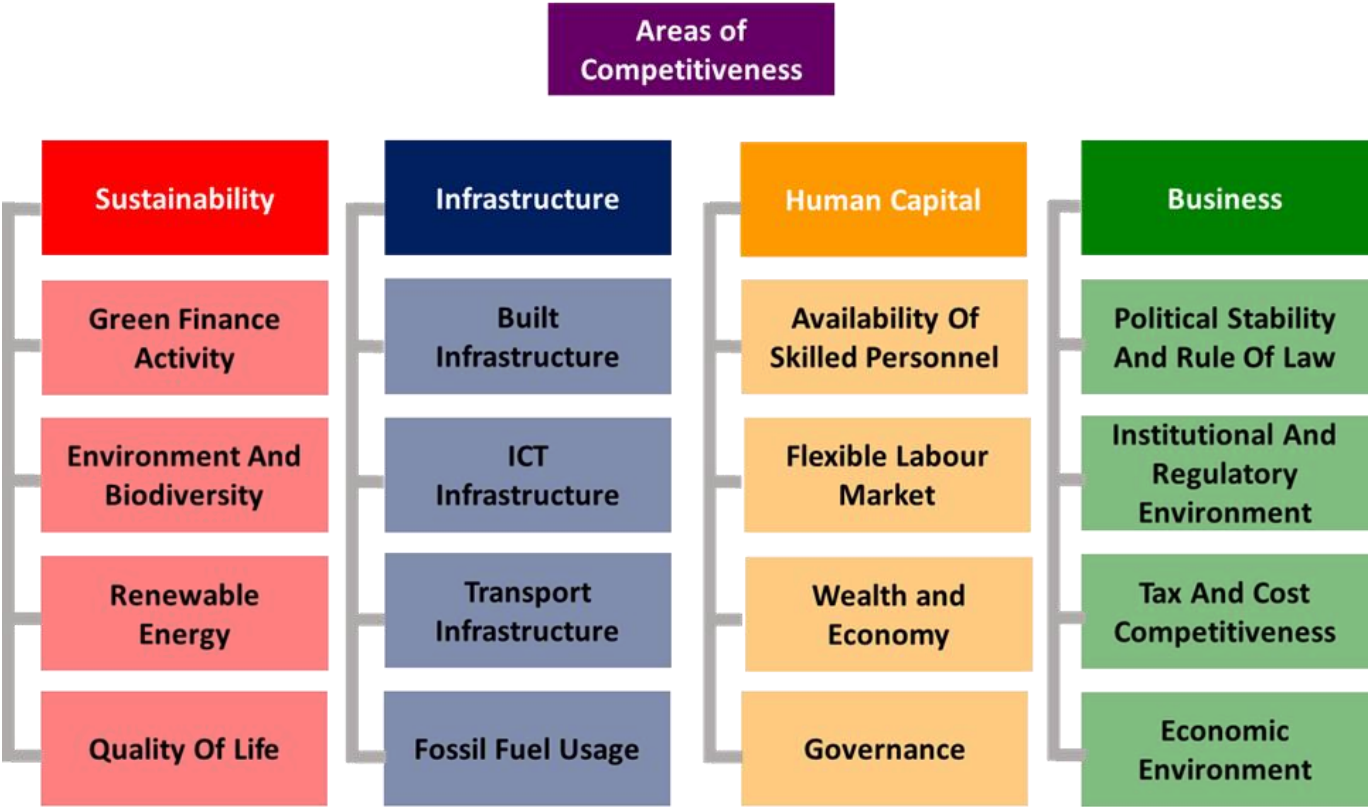 Areas of
Competitiveness
Sustainability
Green Finance
Activity
Environment And
Biodiversity
Renewable
Energy
Quality Of Life
Infrastructure
Built
Infrastructure
ICT
Infrastructure
Transport
Infrastructure
Fossil Fuel Usage
Human Capital
Availability Of
Skilled Personnel
Flexible Labour
Market
Wealth and
Economy
Governance
Business
Political Stability
And Rule Of Law
Institutional And
Regulatory
Environment
Tax And Cost
Competitiveness
Economic
Environment